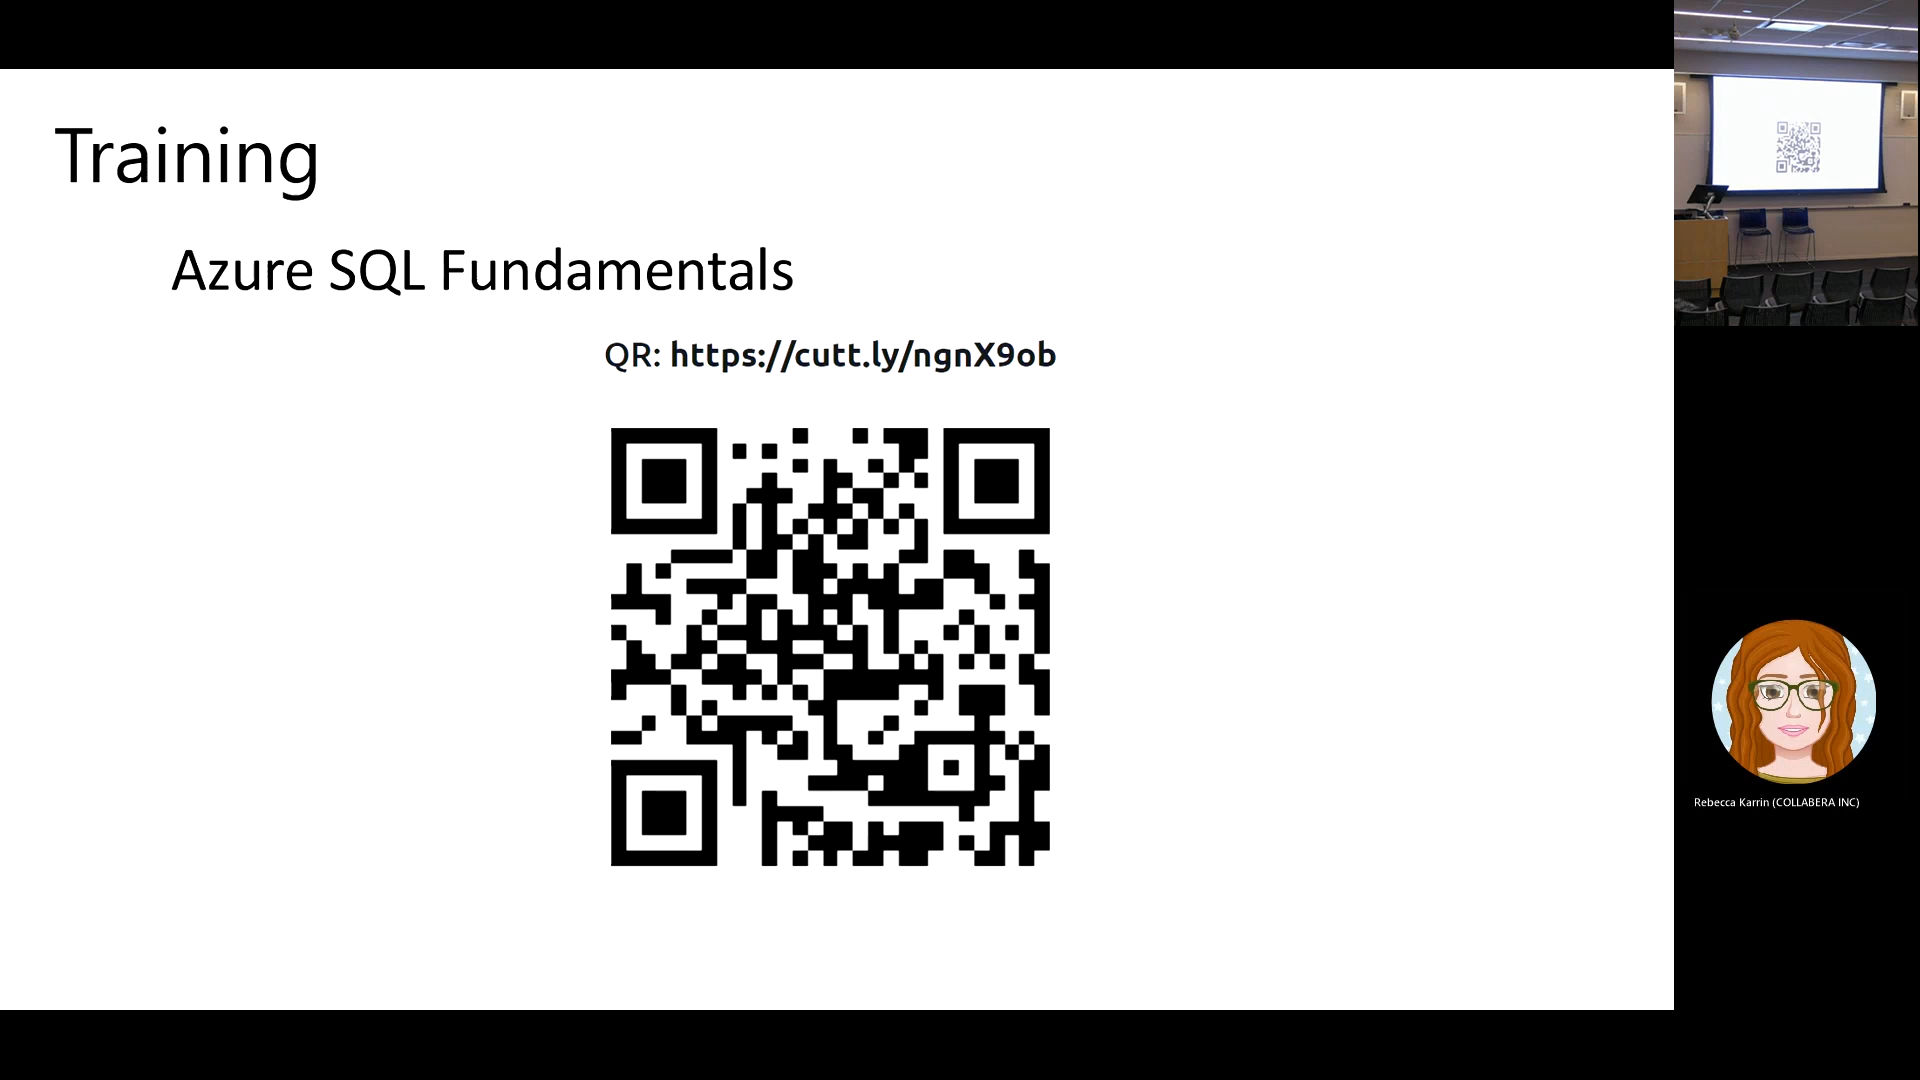 Training
Azure SQL Fundamentals
QR: https://cutt.ly/ngnX9ob
Rebecca Karrin (COLLABERA INC)